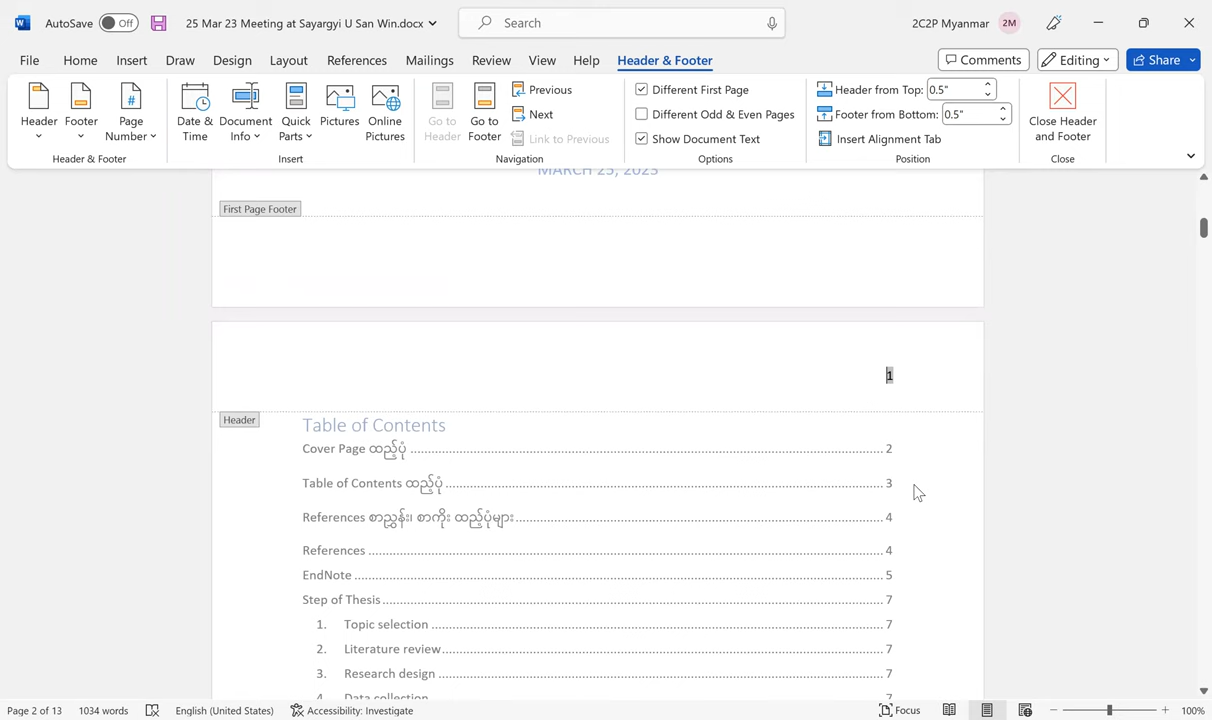 AutoSave Off 25 Mar 23 Meeting at Sayargyi U San Win.docx Search 2C2P Myanmar 2M
File Home Insert Draw Design Layout References Mailings Review View Help Header & Footer Comments Editing Share
Header Footer Page Number Date & Time Document Info Quick Parts Pictures Online Pictures Go to Header Go to Footer
Previous
Next
Link to Previous
Different First Page
Different Odd & Even Pages
Show Document Text
Header from Top: 0.5"
Footer from Bottom: 0.5"
Insert Alignment Tab
Close Header and Footer
Header & Footer Insert Navigation Options Position Close
MARCH 25, 2023
First Page Footer
1
Header
Table of Contents
Cover Page ထည့်ပုံ 2
Table of Contents ထည့်ပုံ 3
References စာညွှန်း၊ စာကိုး ထည့်ပုံများ 4
References 4
EndNote 5
Step of Thesis 7
1. Topic selection 7
2. Literature review 7
3. Research design 7
4. Data collection 7
Page 2 of 13 1034 words English (United States) Accessibility: Investigate Focus 100%